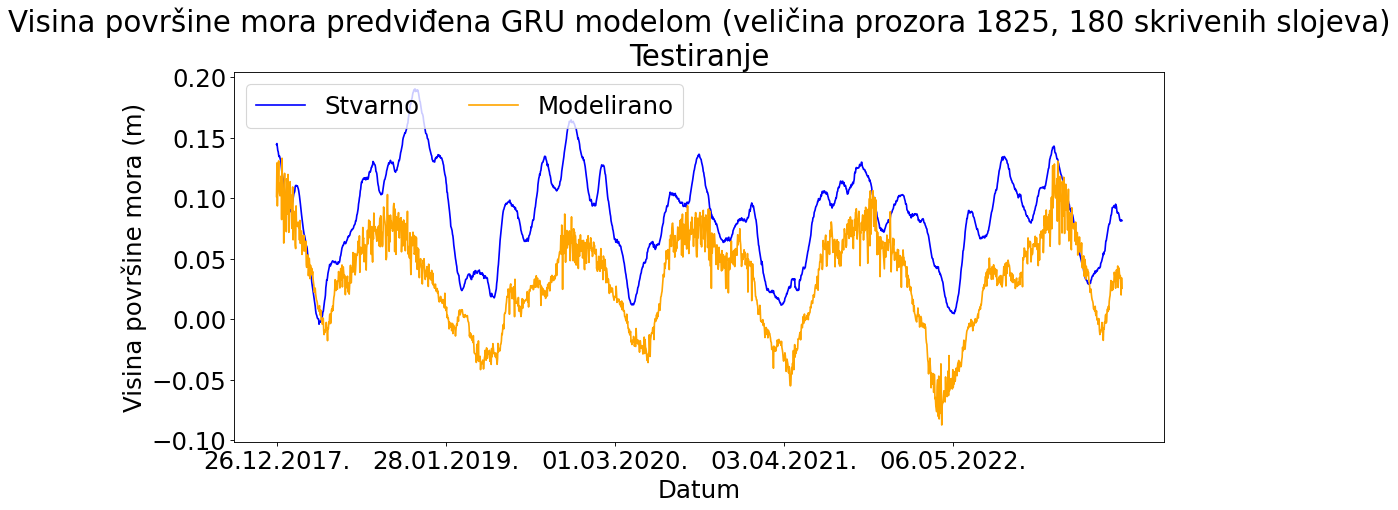 Visina površine mora predviđena GRU modelom (veličina prozora 1825, 180 skrivenih slojeva)
Testiranje
Stvarno
Modelirano
Visina površine mora (m)
0.20
0.15
0.10
0.05
0.00
−0.05
−0.10
26.12.2017.
28.01.2019.
01.03.2020.
03.04.2021.
06.05.2022.
Datum